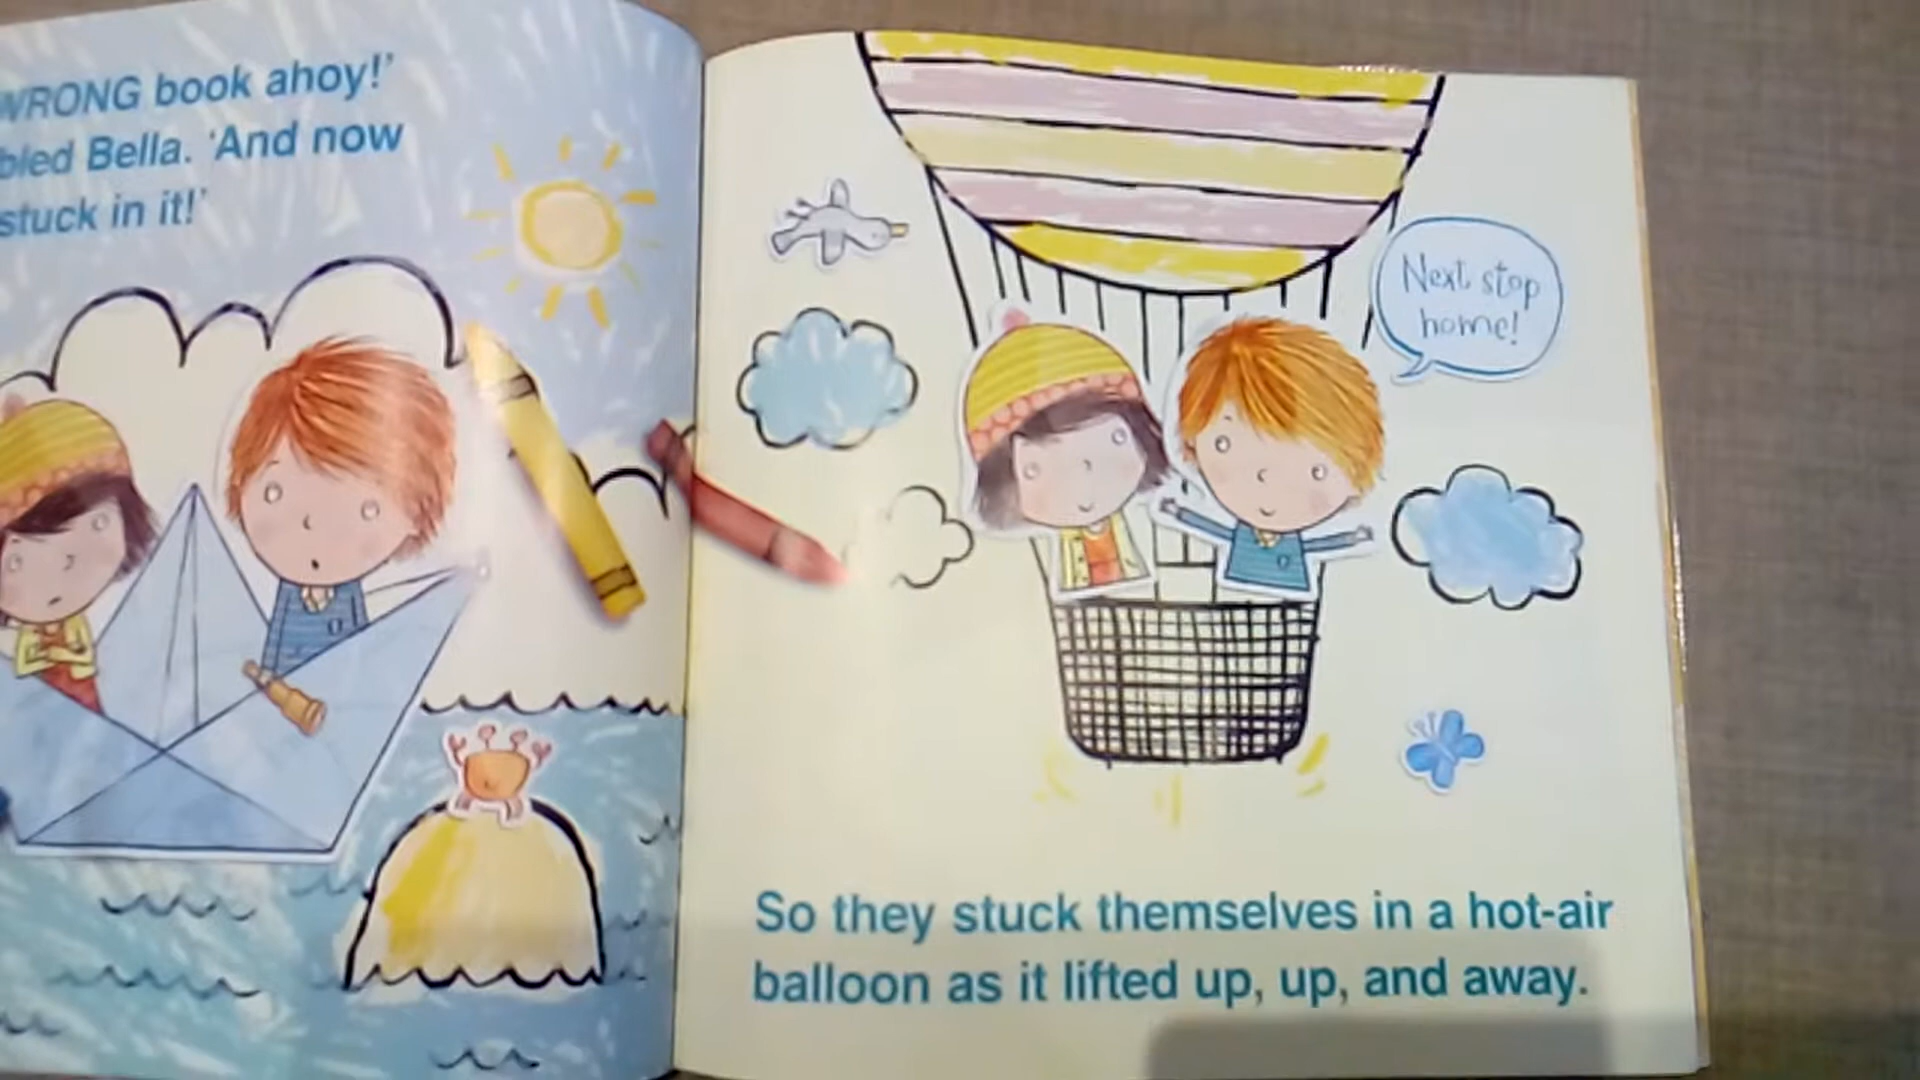 WRONG book ahoy!'
Bella. 'And now
stuck in it!'
Next stop
home!
So they stuck themselves in a hot-air
balloon as it lifted up, up, and away.